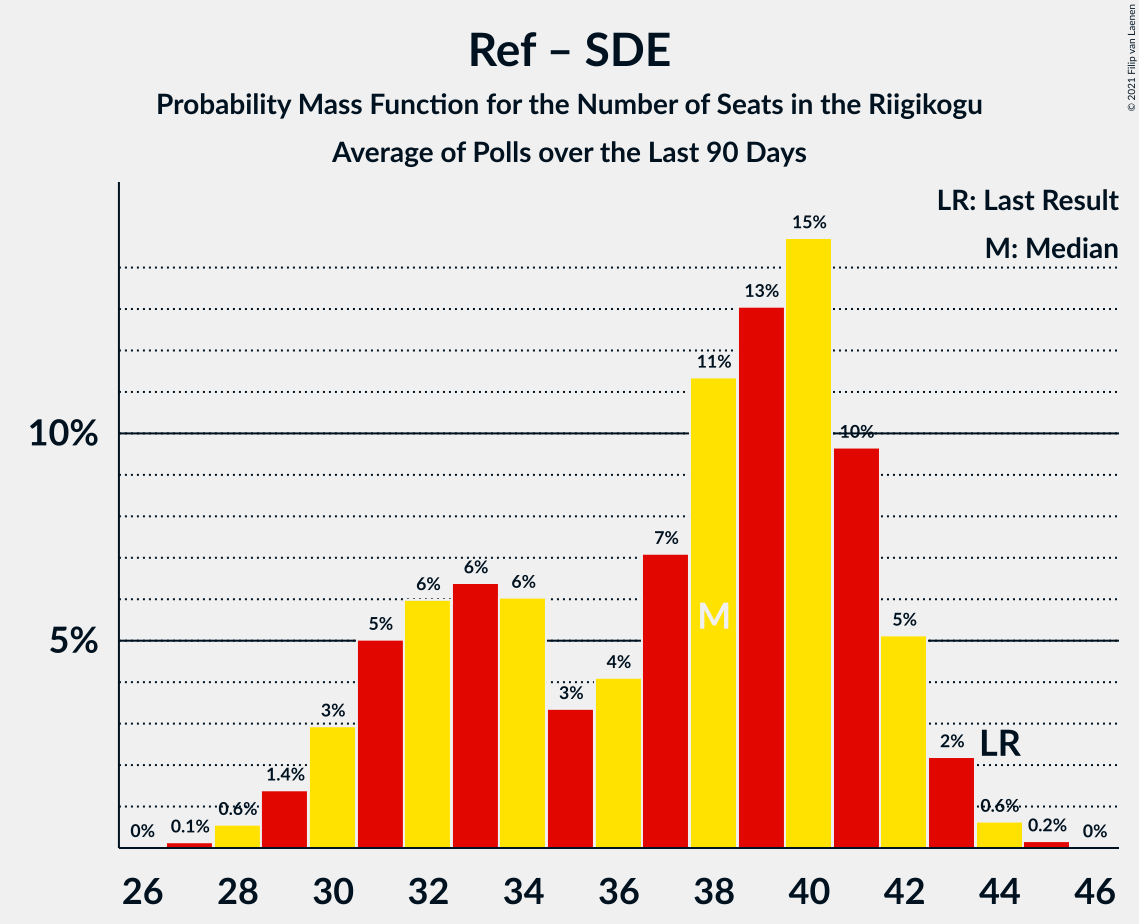 Ref – SDE
Probability Mass Function for the Number of Seats in the Riigikogu
Average of Polls over the Last 90 Days
© 2021 Filip van Laenen
LR: Last Result
M: Median
10%
5%
0%
0.1%
0.6%
1.4%
3%
5%
6%
6%
6%
3%
4%
7%
11%
13%
15%
10%
5%
2%
0.6%
0.2%
0%
M
LR
26 28 30 32 34 36 38 40 42 44 46